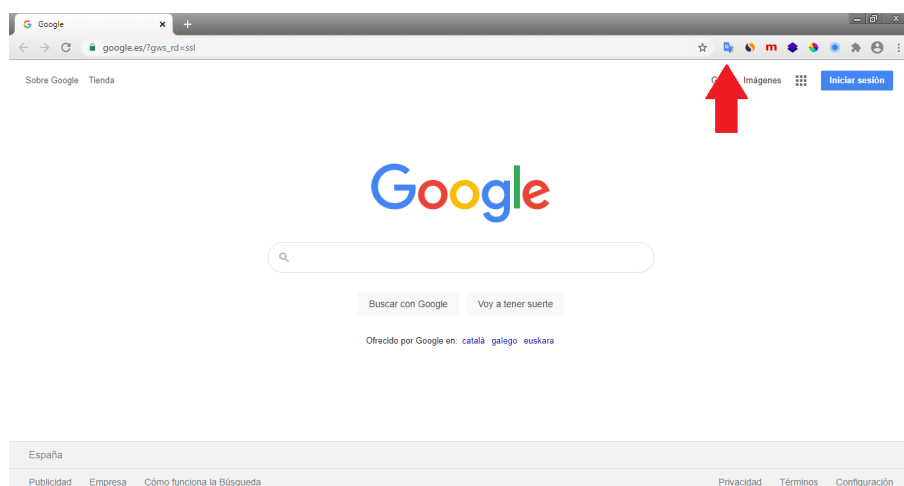 Google
google.es/?gws_rd=ssl
Sobre Google Tienda
Imágenes Iniciar sesión
Google
Buscar con Google Voy a tener suerte
Ofrecido por Google en: català galego euskara
España
Publicidad Empresa Cómo funciona la Búsqueda Privacidad Términos Configuración